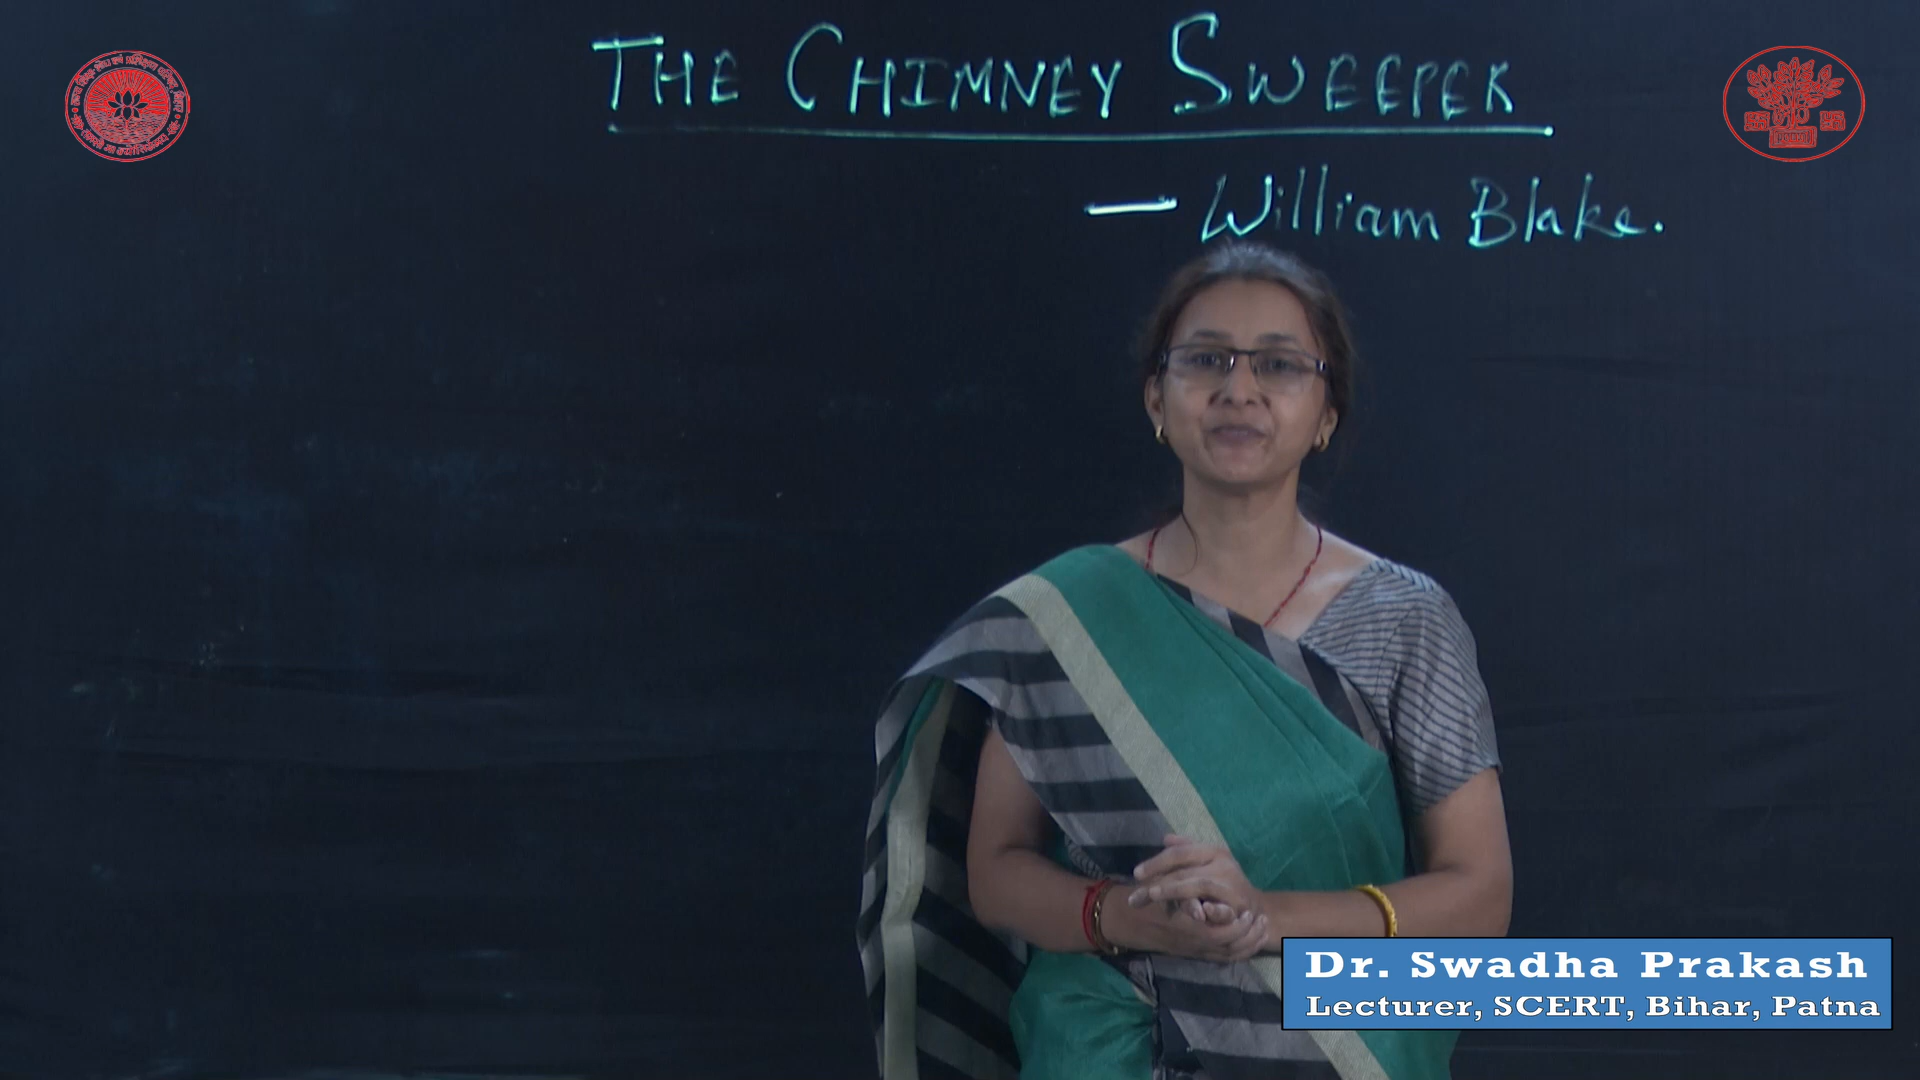 THE CHIMNEY SWEEPER
— William Blake.
Dr. Swadha Prakash
Lecturer, SCERT, Bihar, Patna